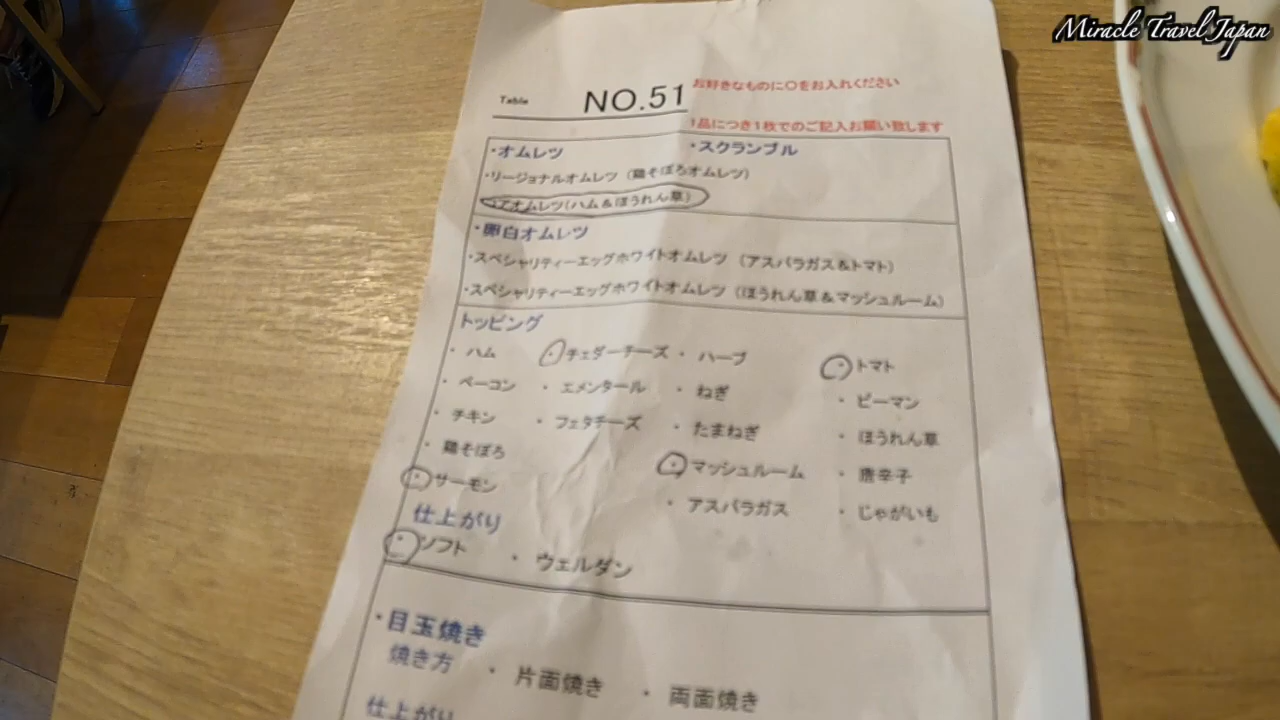 Miracle Travel Japan
Table NO.51 お好きなものに〇をお入れください
1品につき1枚でのご記入お願い致します
・オムレツ ・スクランブル
・リージョナルオムレツ (鶏そぼろオムレツ)
アオムレツ(ハム&ほうれん草)
・卵白オムレツ
・スペシャリティーエッグホワイトオムレツ (アスパラガス&トマト)
・スペシャリティーエッグホワイトオムレツ (ほうれん草&マッシュルーム)
トッピング
・ハム ・チェダーチーズ ・ハーブ ・トマト
・ベーコン ・エメンタール ・ねぎ ・ピーマン
・チキン ・フェタチーズ ・たまねぎ ・ほうれん草
・鶏そぼろ ・マッシュルーム ・唐辛子
・サーモン ・アスパラガス ・じゃがいも
仕上がり
・ソフト ・ウェルダン
・目玉焼き
焼き方 ・片面焼き ・両面焼き
仕上がり